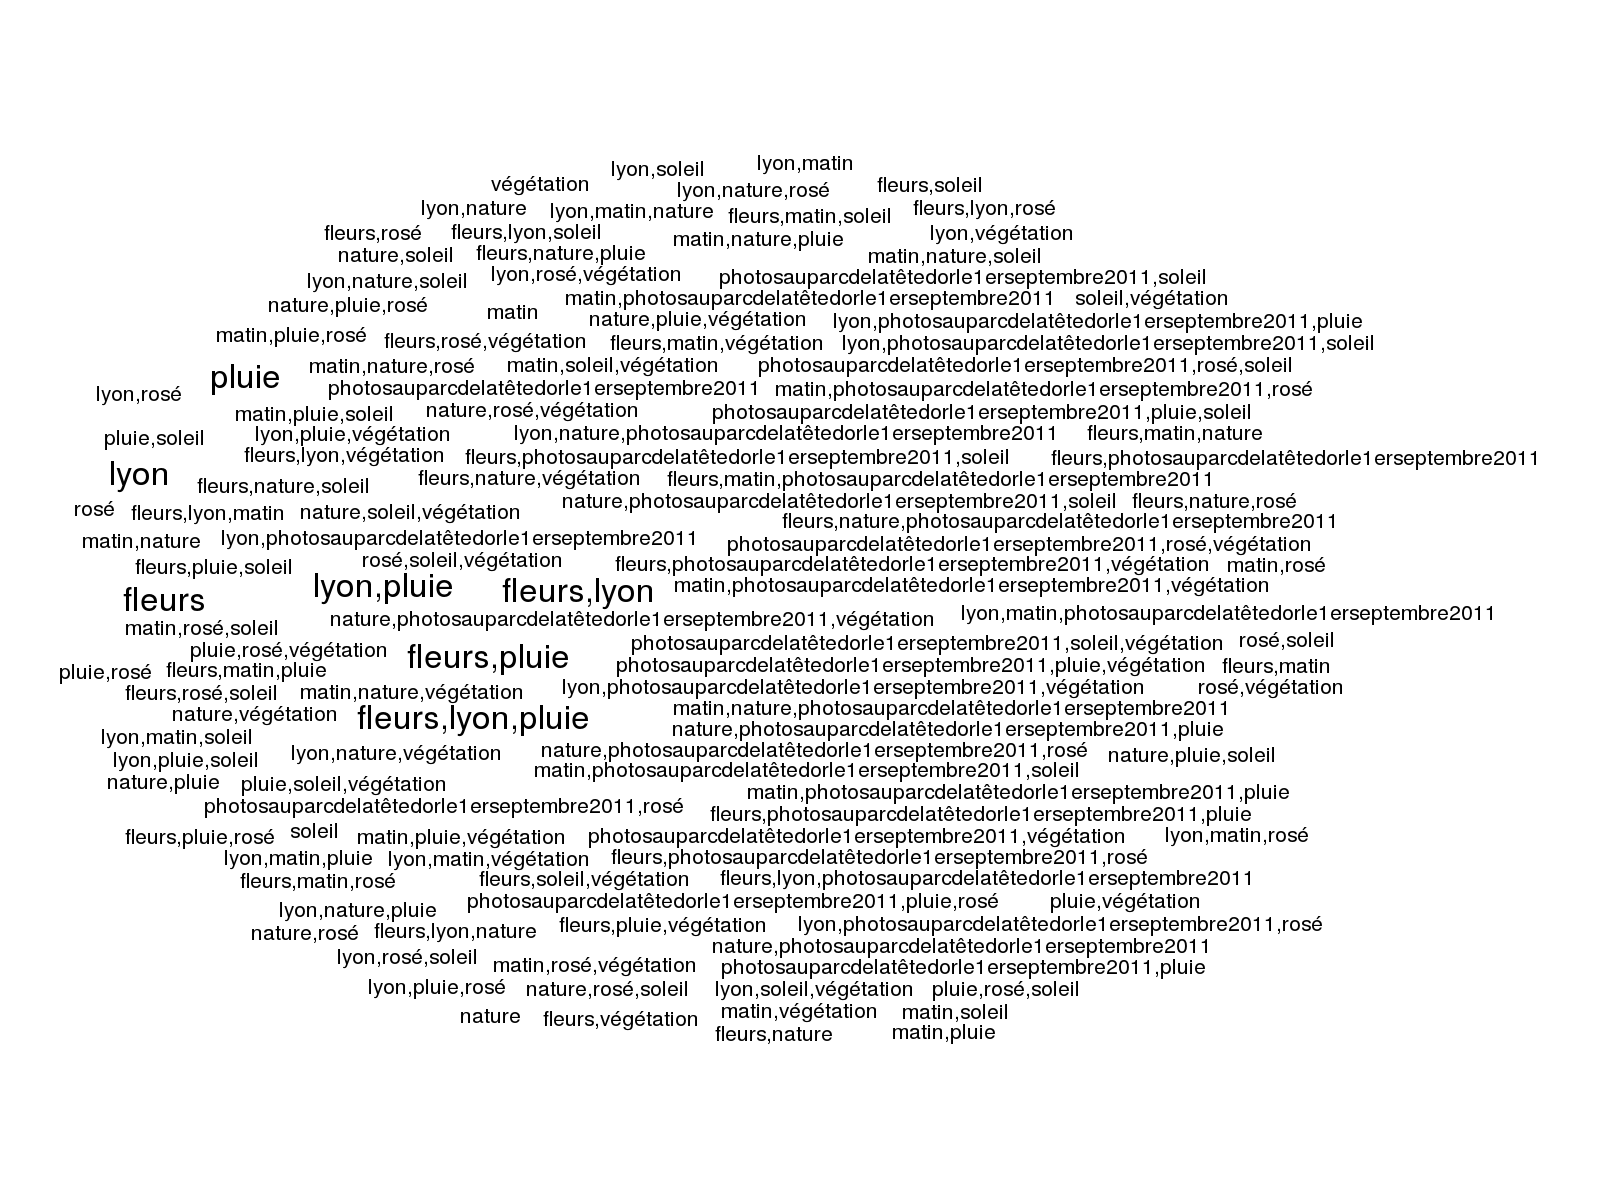 lyon,soleil lyon,matin
végétation lyon,nature,rosé fleurs,soleil
lyon,nature lyon,matin,nature fleurs,matin,soleil fleurs,lyon,rosé
fleurs,rosé fleurs,lyon,soleil matin,nature,pluie lyon,végétation
nature,soleil fleurs,nature,pluie matin,nature,soleil
lyon,nature,soleil lyon,rosé,végétation photosauparcdelatêtedorle1erseptembre2011,soleil
nature,pluie,rosé matin matin,photosauparcdelatêtedorle1erseptembre2011 soleil,végétation
nature,pluie,végétation lyon,photosauparcdelatêtedorle1erseptembre2011,pluie
matin,pluie,rosé fleurs,rosé,végétation fleurs,matin,végétation lyon,photosauparcdelatêtedorle1erseptembre2011,soleil
pluie matin,nature,rosé matin,soleil,végétation photosauparcdelatêtedorle1erseptembre2011,rosé,soleil
lyon,rosé photosauparcdelatêtedorle1erseptembre2011 matin,photosauparcdelatêtedorle1erseptembre2011,rosé
matin,pluie,soleil nature,rosé,végétation photosauparcdelatêtedorle1erseptembre2011,pluie,soleil
pluie,soleil lyon,pluie,végétation lyon,nature,photosauparcdelatêtedorle1erseptembre2011 fleurs,matin,nature
fleurs,lyon,végétation fleurs,photosauparcdelatêtedorle1erseptembre2011,soleil fleurs,photosauparcdelatêtedorle1erseptembre2011
lyon fleurs,nature,soleil fleurs,nature,végétation fleurs,matin,photosauparcdelatêtedorle1erseptembre2011
rosé fleurs,lyon,matin nature,soleil,végétation nature,photosauparcdelatêtedorle1erseptembre2011,soleil fleurs,nature,rosé
fleurs,nature,photosauparcdelatêtedorle1erseptembre2011
matin,nature lyon,photosauparcdelatêtedorle1erseptembre2011 photosauparcdelatêtedorle1erseptembre2011,rosé,végétation
fleurs,pluie,soleil rosé,soleil,végétation fleurs,photosauparcdelatêtedorle1erseptembre2011,végétation matin,rosé
fleurs lyon,pluie fleurs,lyon matin,photosauparcdelatêtedorle1erseptembre2011,végétation
matin,rosé,soleil nature,photosauparcdelatêtedorle1erseptembre2011,végétation lyon,matin,photosauparcdelatêtedorle1erseptembre2011
pluie,rosé,végétation fleurs,pluie photosauparcdelatêtedorle1erseptembre2011,soleil,végétation rosé,soleil
pluie,rosé fleurs,matin,pluie photosauparcdelatêtedorle1erseptembre2011,pluie,végétation fleurs,matin
fleurs,rosé,soleil matin,nature,végétation lyon,photosauparcdelatêtedorle1erseptembre2011,végétation rosé,végétation
nature,végétation fleurs,lyon,pluie matin,nature,photosauparcdelatêtedorle1erseptembre2011
nature,photosauparcdelatêtedorle1erseptembre2011,pluie
lyon,matin,soleil
lyon,pluie,soleil lyon,nature,végétation nature,photosauparcdelatêtedorle1erseptembre2011,rosé nature,pluie,soleil
matin,photosauparcdelatêtedorle1erseptembre2011,soleil
nature,pluie pluie,soleil,végétation matin,photosauparcdelatêtedorle1erseptembre2011,pluie
photosauparcdelatêtedorle1erseptembre2011,rosé fleurs,photosauparcdelatêtedorle1erseptembre2011,pluie
fleurs,pluie,rosé soleil matin,pluie,végétation photosauparcdelatêtedorle1erseptembre2011,végétation lyon,matin,rosé
lyon,matin,pluie lyon,matin,végétation fleurs,photosauparcdelatêtedorle1erseptembre2011,rosé
fleurs,matin,rosé fleurs,soleil,végétation fleurs,lyon,photosauparcdelatêtedorle1erseptembre2011
lyon,nature,pluie photosauparcdelatêtedorle1erseptembre2011,pluie,rosé pluie,végétation
nature,rosé fleurs,lyon,nature fleurs,pluie,végétation lyon,photosauparcdelatêtedorle1erseptembre2011,rosé
nature,photosauparcdelatêtedorle1erseptembre2011
lyon,rosé,soleil matin,rosé,végétation photosauparcdelatêtedorle1erseptembre2011,pluie
lyon,pluie,rosé nature,rosé,soleil lyon,soleil,végétation pluie,rosé,soleil
nature fleurs,végétation matin,végétation matin,soleil
fleurs,nature matin,pluie